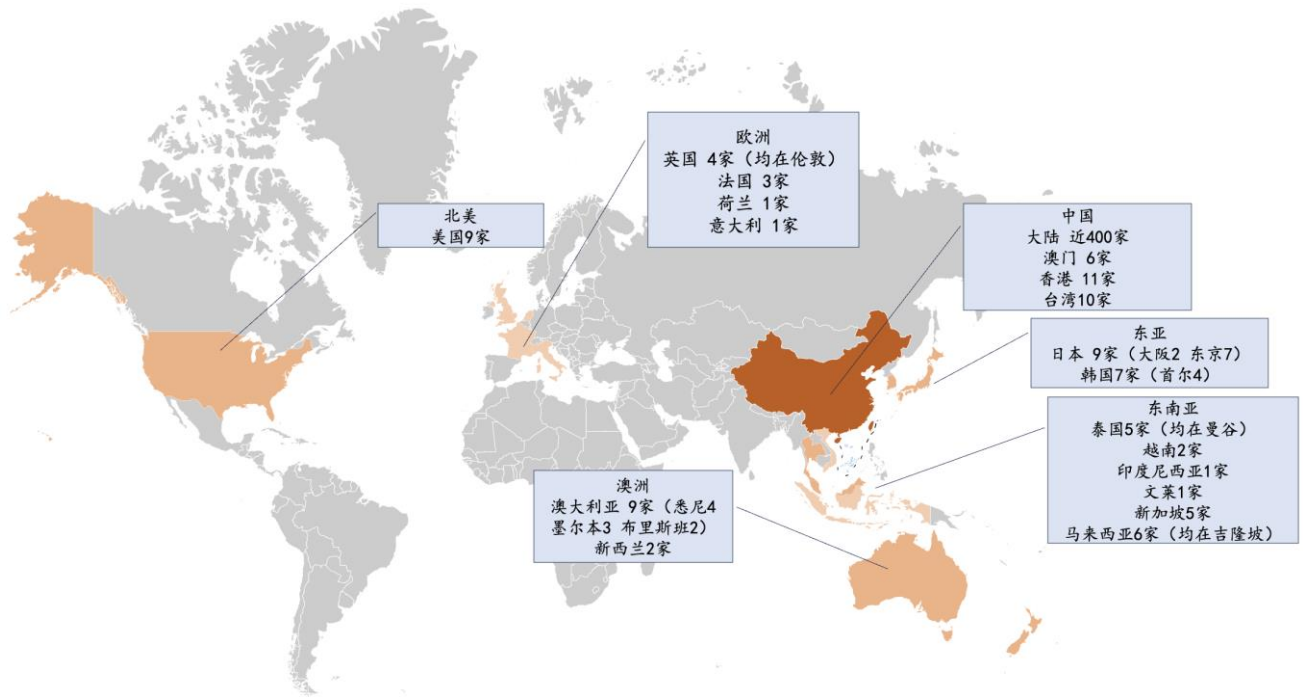 欧洲
英国 4家（均在伦敦）
法国 3家
荷兰 1家
意大利 1家
北美
美国9家
中国
大陆 近400家
澳门 6家
香港 11家
台湾10家
东亚
日本 9家（大阪2 东京7）
韩国7家（首尔4）
东南亚
泰国5家（均在曼谷）
越南2家
印度尼西亚1家
文莱1家
新加坡5家
马来西亚6家（均在吉隆坡）
澳洲
澳大利亚 9家（悉尼4
墨尔本3 布里斯班2）
新西兰2家